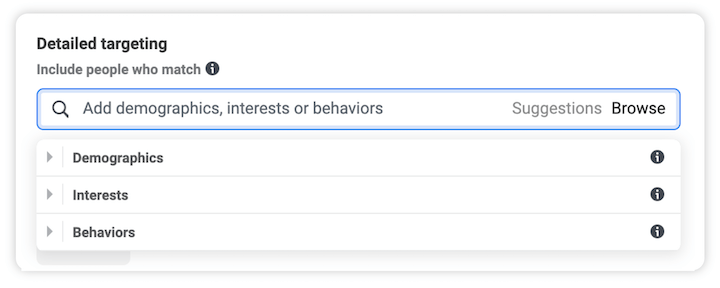 Detailed targeting
Include people who match
Add demographics, interests or behaviors Suggestions Browse
Demographics
Interests
Behaviors